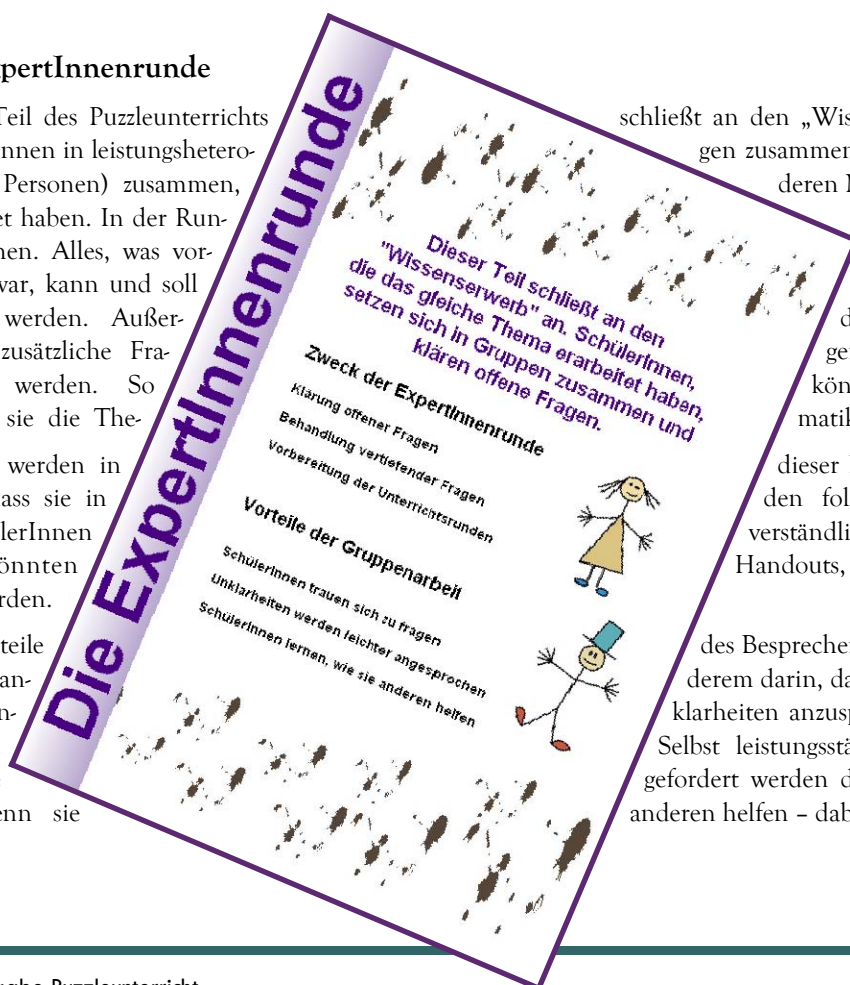 pertInnenrunde
Teil des Puzzleunterrichts
innen in leistungshetero-
Personen) zusammen,
et haben. In der Run-
nen. Alles, was vor-
war, kann und soll
werden. Außer-
zusätzliche Fra-
werden. So
sie die The-
werden in
dass sie in
lerInnen
önnten
rden.
teile
an-
n-
enn sie
Die ExpertInnenrunde
Dieser Teil schließt an den
"Wissenserwerb" an. SchülerInnen,
die das gleiche Thema erarbeitet haben,
setzen sich in Gruppen zusammen und
klären offene Fragen.
Zweck der ExpertInnenrunde
Klärung offener Fragen
Behandlung vertiefender Fragen
Vorbereitung der Unterrichtsrunden
Vorteile der Gruppenarbeit
SchülerInnen trauen sich zu fragen
Unklarheiten werden leichter angesprochen
SchülerInnen lernen, wie sie anderen helfen
schließt an den „Wis
gen zusammen
deren
d
ge
kön
matik
dieser
den fol
verständli
Handouts,
des Besprechen
derem darin, da
klarheiten anzusp
Selbst leistungsstä
gefordert werden d
anderen helfen – dab
Puzzleunterricht